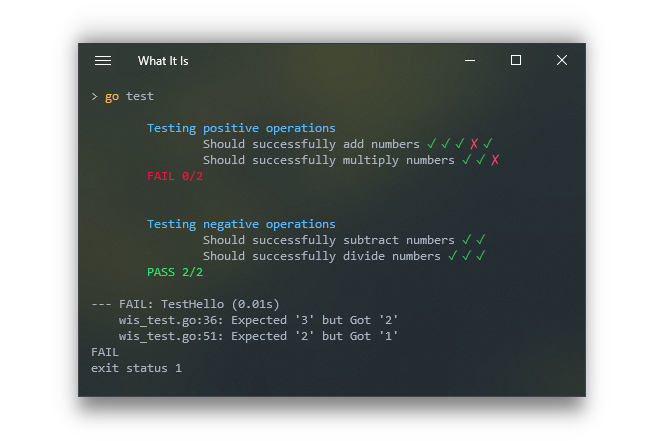 What It Is
> go test
Testing positive operations
Should successfully add numbers ✓ ✓ ✓ ✗ ✓
Should successfully multiply numbers ✓ ✓ ✗
FAIL 0/2
Testing negative operations
Should successfully subtract numbers ✓ ✓
Should successfully divide numbers ✓ ✓ ✓
PASS 2/2
--- FAIL: TestHello (0.01s)
wis_test.go:36: Expected '3' but Got '2'
wis_test.go:51: Expected '2' but Got '1'
FAIL
exit status 1